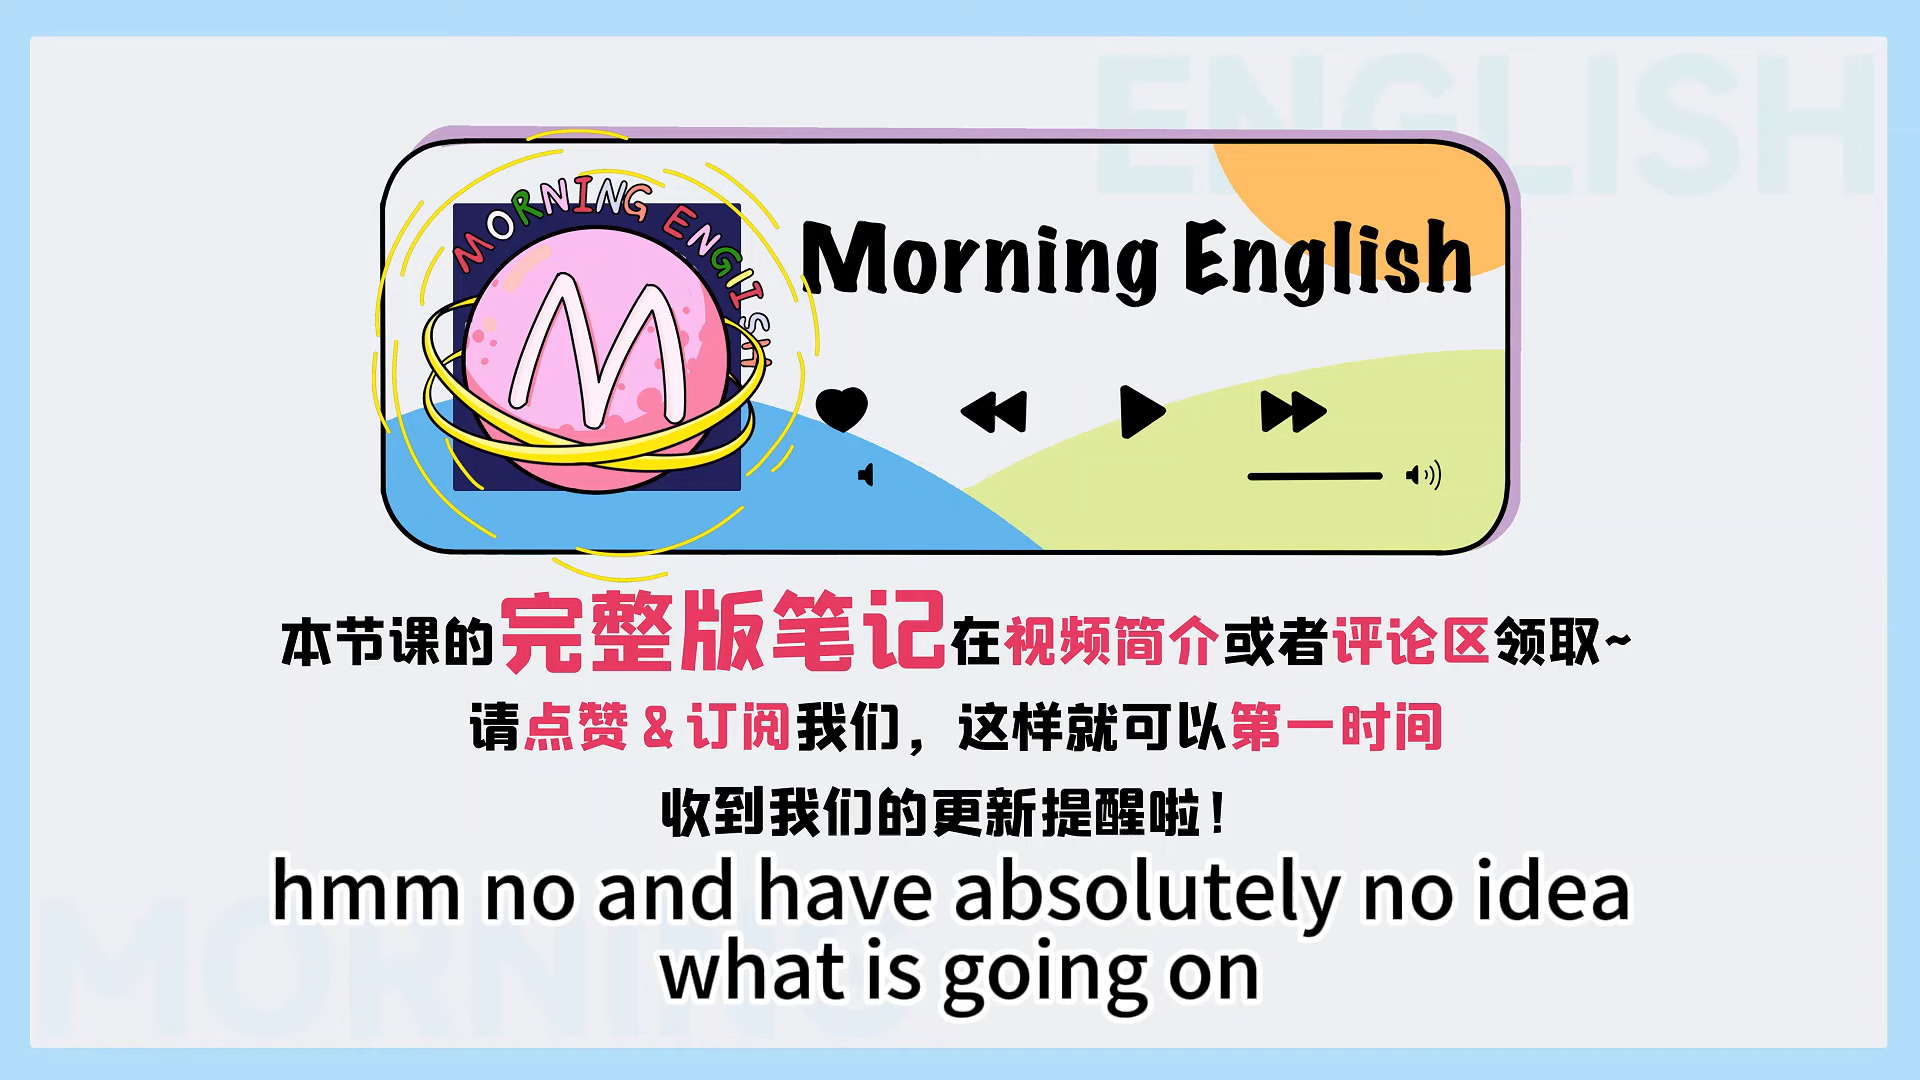 ENGLISH
MORNING ENGLISH
M
Morning English
本节课的完整版笔记在视频简介或者评论区领取~
请点赞&订阅我们，这样就可以第一时间
收到我们的更新提醒啦！
hmm no and have absolutely no idea
what is going on
MORNING